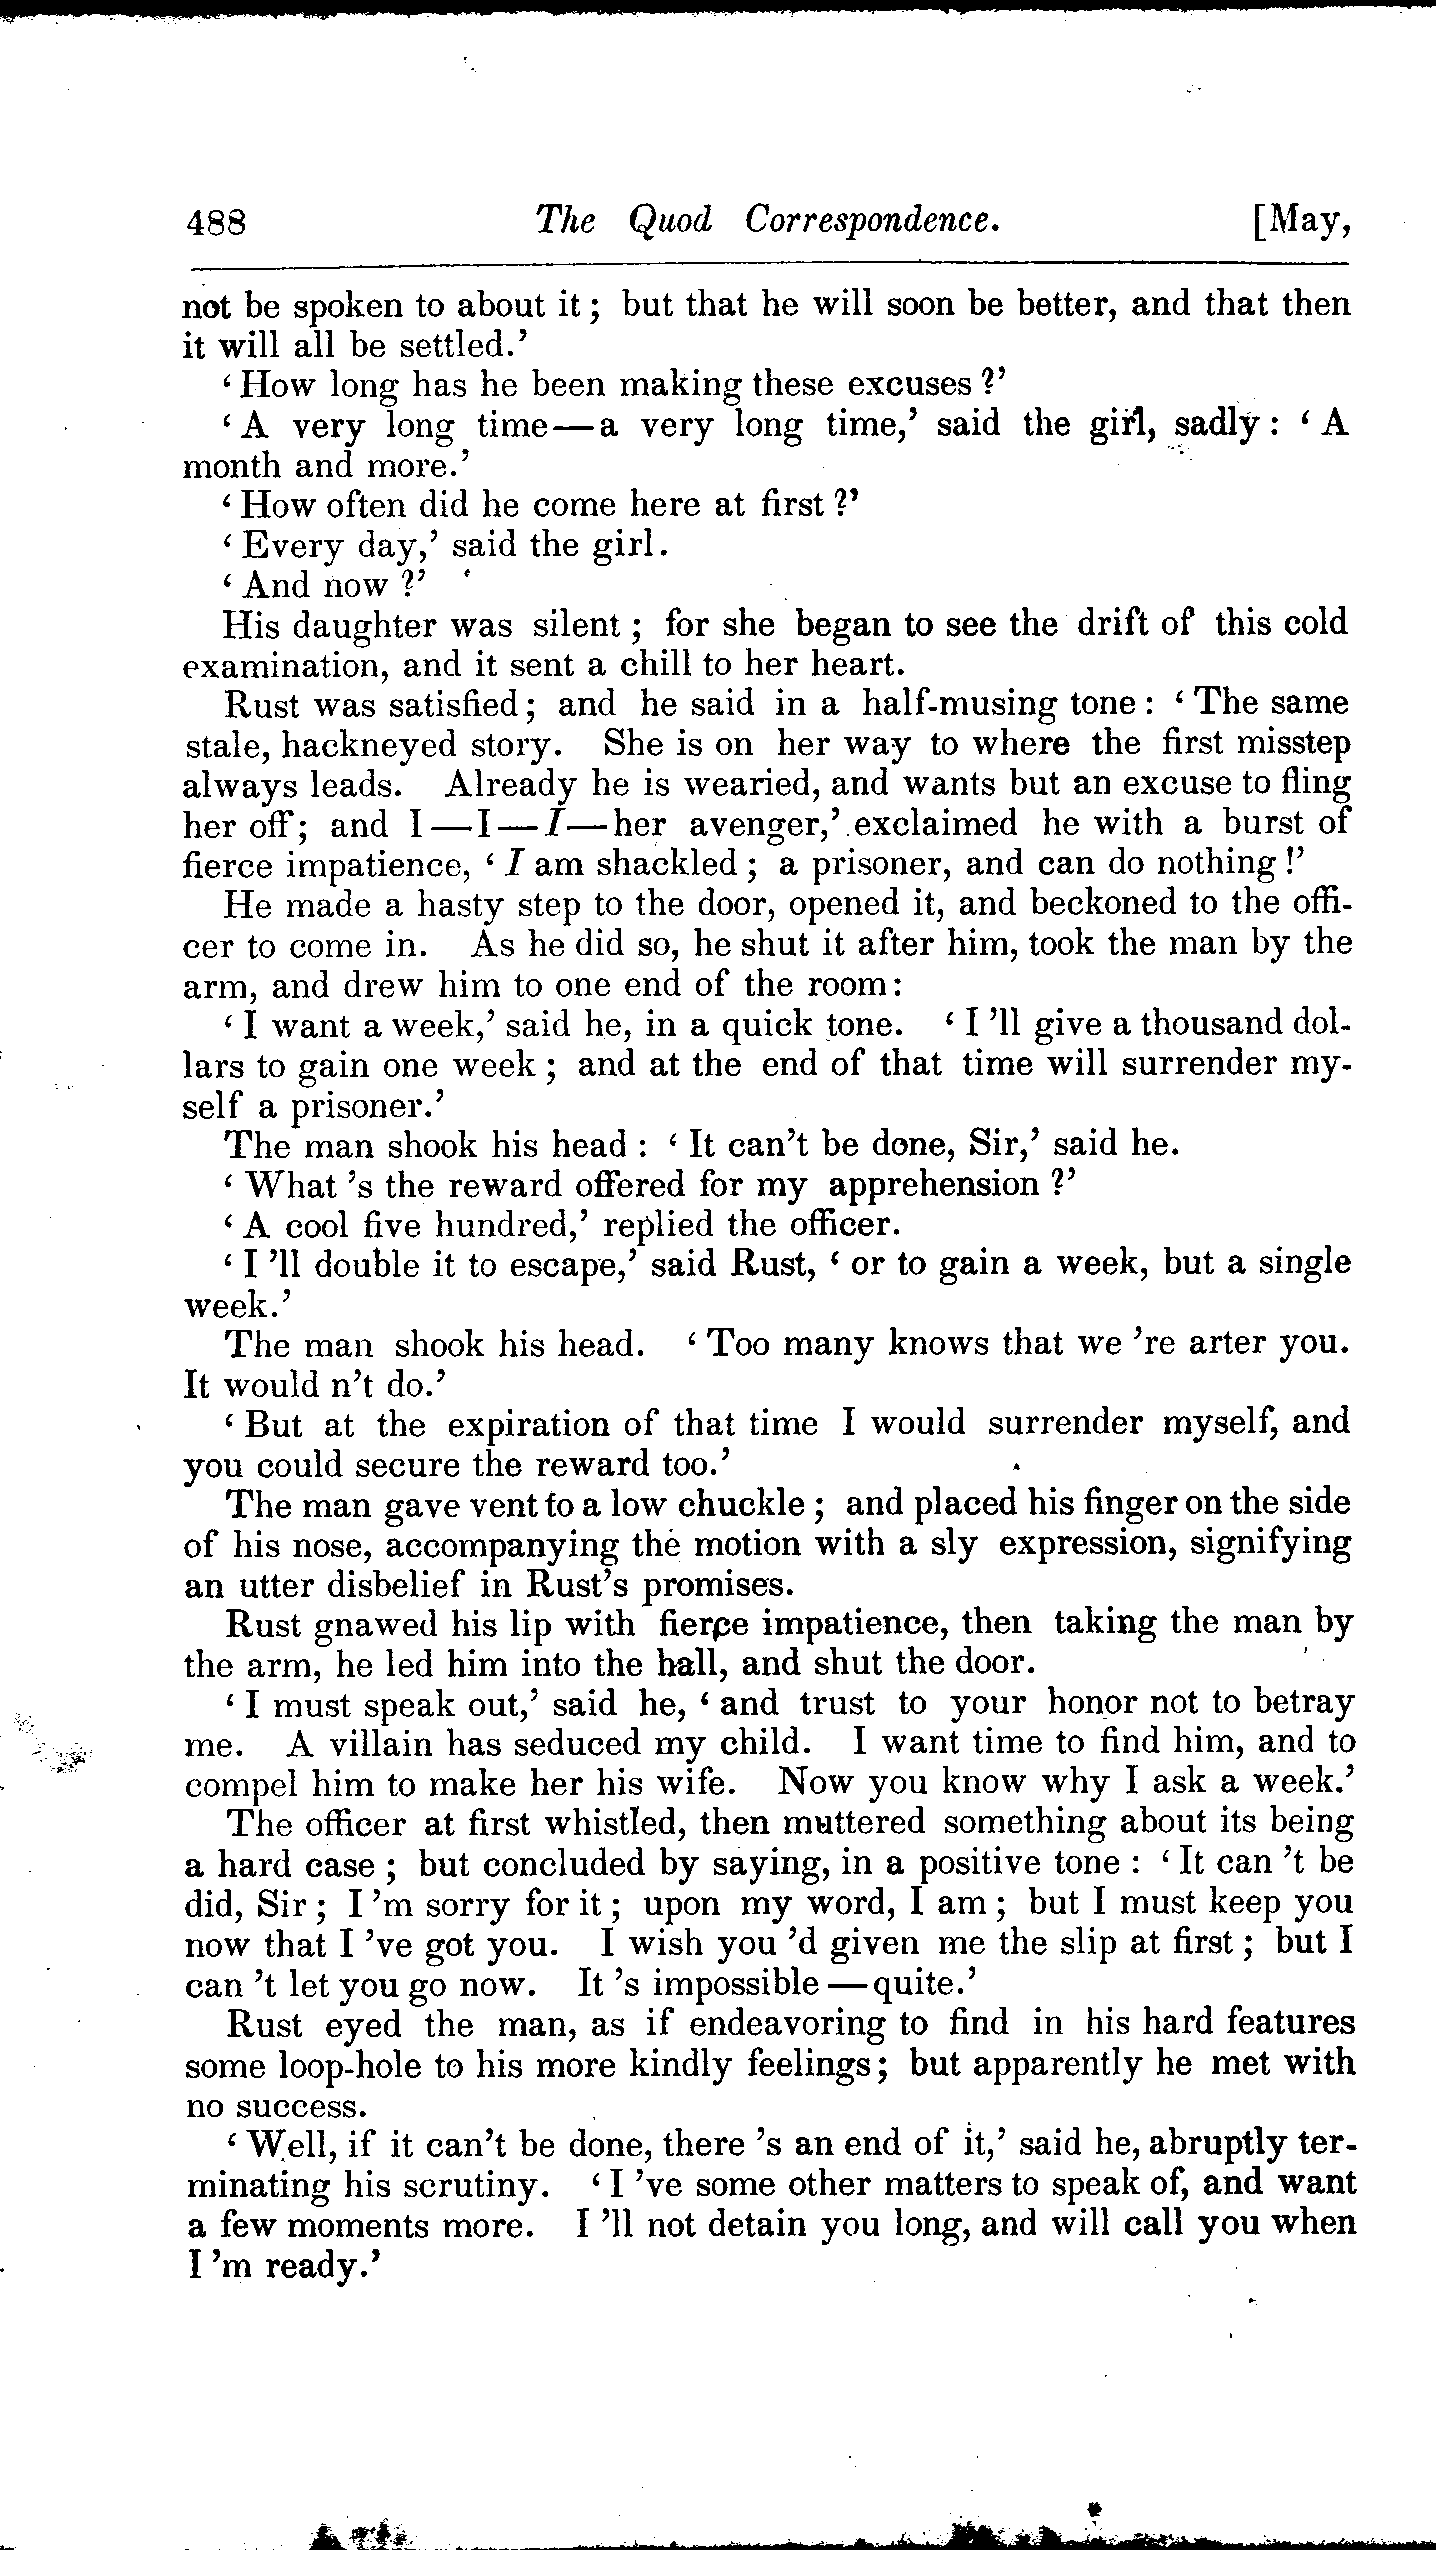 488 The Quod Correspondence. [May,
not be spoken to about it; but that he will soon be better, and that then
it will all be settled.’
‘How long has he been making these excuses?’
‘A very long time—a very long time,’ said the girl, sadly: ‘A
month and more.’
‘How often did he come here at first?’
‘Every day,’ said the girl.
‘And now?’
His daughter was silent; for she began to see the drift of this cold
examination, and it sent a chill to her heart.
Rust was satisfied; and he said in a half-musing tone: ‘The same
stale, hackneyed story. She is on her way to where the first misstep
always leads. Already he is wearied, and wants but an excuse to fling
her off; and I—I—I—her avenger,’ exclaimed he with a burst of
fierce impatience, ‘I am shackled; a prisoner, and can do nothing!’
He made a hasty step to the door, opened it, and beckoned to the offi-
cer to come in. As he did so, he shut it after him, took the man by the
arm, and drew him to one end of the room:
‘I want a week,’ said he, in a quick tone. ‘I 'll give a thousand dol-
lars to gain one week; and at the end of that time will surrender my-
self a prisoner.’
The man shook his head: ‘It can't be done, Sir,’ said he.
‘What 's the reward offered for my apprehension?’
‘A cool five hundred,’ replied the officer.
‘I 'll double it to escape,’ said Rust, ‘or to gain a week, but a single
week.’
The man shook his head. ‘Too many knows that we 're arter you.
It would n't do.’
‘But at the expiration of that time I would surrender myself, and
you could secure the reward too.’
The man gave vent to a low chuckle; and placed his finger on the side
of his nose, accompanying the motion with a sly expression, signifying
an utter disbelief in Rust's promises.
Rust gnawed his lip with fierce impatience, then taking the man by
the arm, he led him into the hall, and shut the door.
‘I must speak out,’ said he, ‘and trust to your honor not to betray
me. A villain has seduced my child. I want time to find him, and to
compel him to make her his wife. Now you know why I ask a week.’
The officer at first whistled, then muttered something about its being
a hard case; but concluded by saying, in a positive tone: ‘It can 't be
did, Sir; I 'm sorry for it; upon my word, I am; but I must keep you
now that I 've got you. I wish you 'd given me the slip at first; but I
can 't let you go now. It 's impossible—quite.’
Rust eyed the man, as if endeavoring to find in his hard features
some loop-hole to his more kindly feelings; but apparently he met with
no success.
‘Well, if it can't be done, there 's an end of it,’ said he, abruptly ter-
minating his scrutiny. ‘I 've some other matters to speak of, and want
a few moments more. I 'll not detain you long, and will call you when
I 'm ready.’